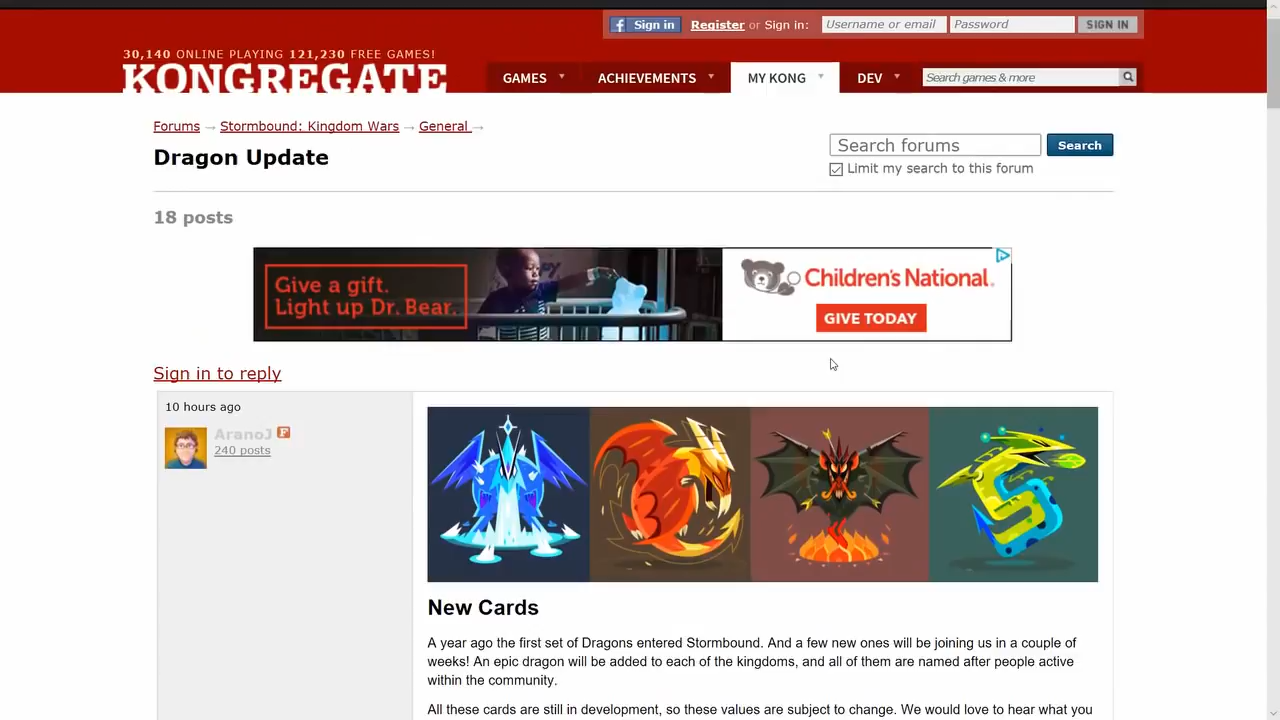 Sign in Register or Sign in: Username or email Password SIGN IN
30,140 ONLINE PLAYING 121,230 FREE GAMES!
KONGREGATE
GAMES ACHIEVEMENTS MY KONG DEV Search games & more
Forums → Stormbound: Kingdom Wars → General →
Dragon Update
Search forums Search
Limit my search to this forum
18 posts
Give a gift.
Light up Dr. Bear.
Children's National.
GIVE TODAY
Sign in to reply
10 hours ago
AranoJ F
240 posts
New Cards
A year ago the first set of Dragons entered Stormbound. And a few new ones will be joining us in a couple of
weeks! An epic dragon will be added to each of the kingdoms, and all of them are named after people active
within the community.
All these cards are still in development, so these values are subject to change. We would love to hear what you